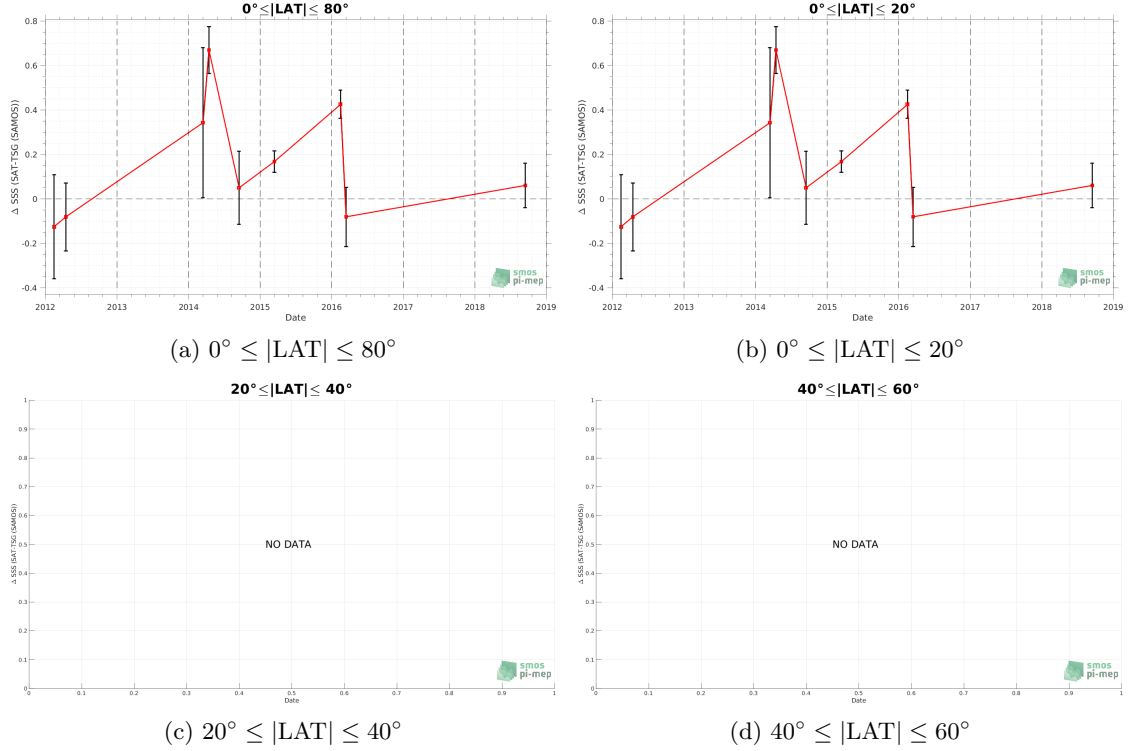 0°≤|LAT|≤ 80°
Δ SSS (SAT-TSG (SAMOS))
0.8
0.6
0.4
0.2
0
-0.2
-0.4
2012 2013 2014 2015 2016 2017 2018 2019
Date
smos
pi-mep
(a) 0° ≤ |LAT| ≤ 80°
0°≤|LAT|≤ 20°
Δ SSS (SAT-TSG (SAMOS))
0.8
0.6
0.4
0.2
0
-0.2
-0.4
2012 2013 2014 2015 2016 2017 2018 2019
Date
smos
pi-mep
(b) 0° ≤ |LAT| ≤ 20°
20°≤|LAT|≤ 40°
Δ SSS (SAT-TSG (SAMOS))
1
0.9
0.8
0.7
0.6
0.5
0.4
0.3
0.2
0.1
0
NO DATA
0 0.1 0.2 0.3 0.4 0.5 0.6 0.7 0.8 0.9 1
Date
smos
pi-mep
(c) 20° ≤ |LAT| ≤ 40°
40°≤|LAT|≤ 60°
Δ SSS (SAT-TSG (SAMOS))
1
0.9
0.8
0.7
0.6
0.5
0.4
0.3
0.2
0.1
0
NO DATA
0 0.1 0.2 0.3 0.4 0.5 0.6 0.7 0.8 0.9 1
Date
smos
pi-mep
(d) 40° ≤ |LAT| ≤ 60°